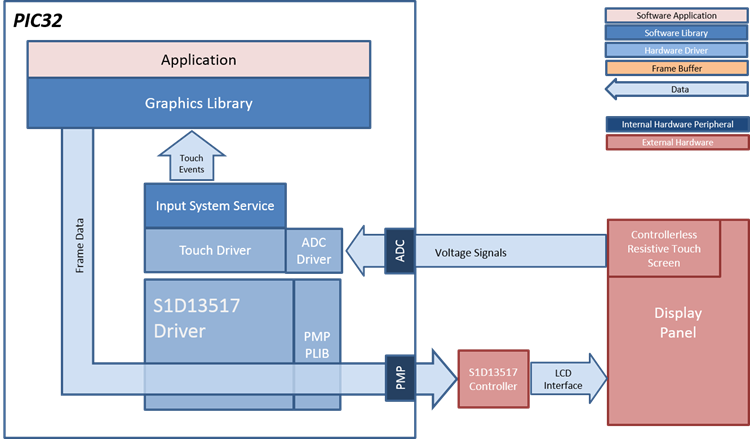 PIC32
Application
Graphics Library
Touch
Events
Input System Service
Touch Driver
ADC
Driver
Frame Data
S1D13517
Driver
PMP
PLIB
ADC
PMP
Voltage Signals
S1D13517
Controller
LCD
Interface
Controllerless
Resistive Touch
Screen
Display
Panel
Software Application
Software Library
Hardware Driver
Frame Buffer
Data
Internal Hardware Peripheral
External Hardware